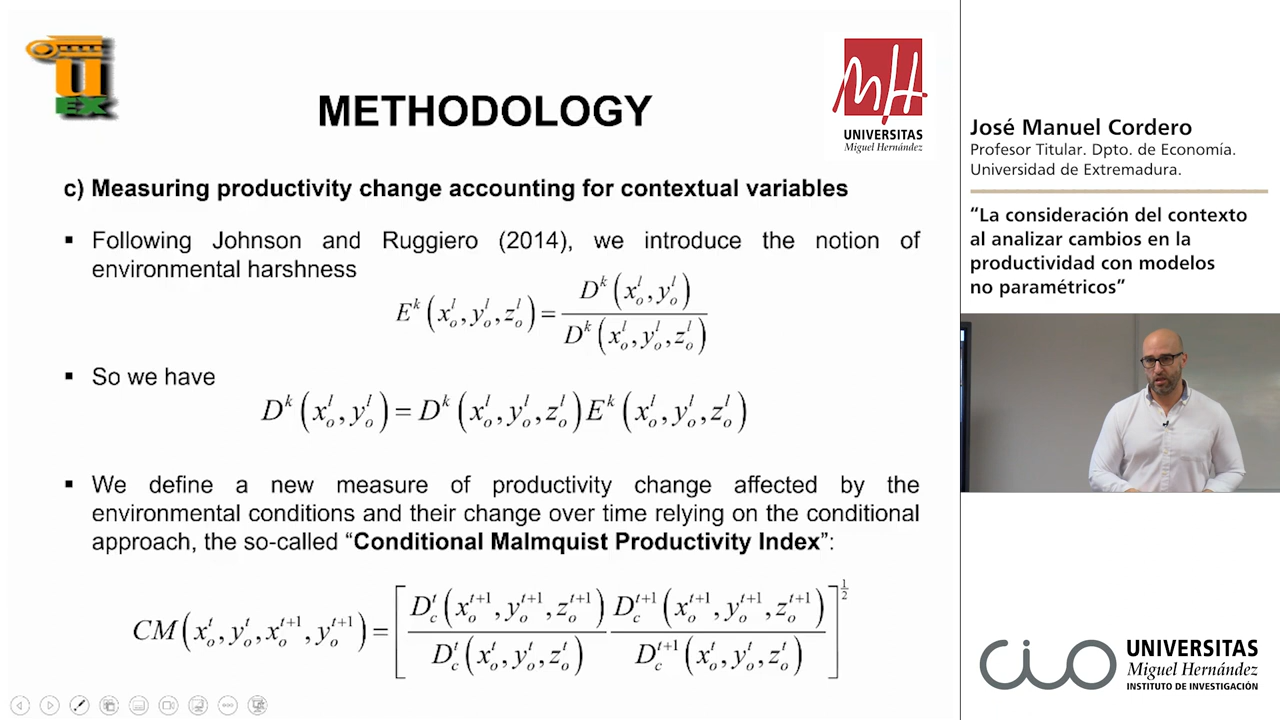 U
EX
METHODOLOGY
UNIVERSITAS
Miguel Hernández
c) Measuring productivity change accounting for contextual variables
▪ Following Johnson and Ruggiero (2014), we introduce the notion of
environmental harshness
E^k (x_o^l, y_o^l, z_o^l) = D^k (x_o^l, y_o^l) / D^k (x_o^l, y_o^l, z_o^l)
▪ So we have
D^k (x_o^l, y_o^l) = D^k (x_o^l, y_o^l, z_o^l) E^k (x_o^l, y_o^l, z_o^l)
▪ We define a new measure of productivity change affected by the
environmental conditions and their change over time relying on the conditional
approach, the so-called “Conditional Malmquist Productivity Index”:
CM (x_o^t, y_o^t, x_o^{t+1}, y_o^{t+1}) = [ D_c^t (x_o^{t+1}, y_o^{t+1}, z_o^{t+1}) / D_c^t (x_o^t, y_o^t, z_o^t) D_c^{t+1} (x_o^{t+1}, y_o^{t+1}, z_o^{t+1}) / D_c^{t+1} (x_o^t, y_o^t, z_o^t) ]^{1/2}
José Manuel Cordero
Profesor Titular. Dpto. de Economía.
Universidad de Extremadura.
“La consideración del contexto
al analizar cambios en la
productividad con modelos
no paramétricos”
CIO
UNIVERSITAS
Miguel Hernández
INSTITUTO DE INVESTIGACIÓN